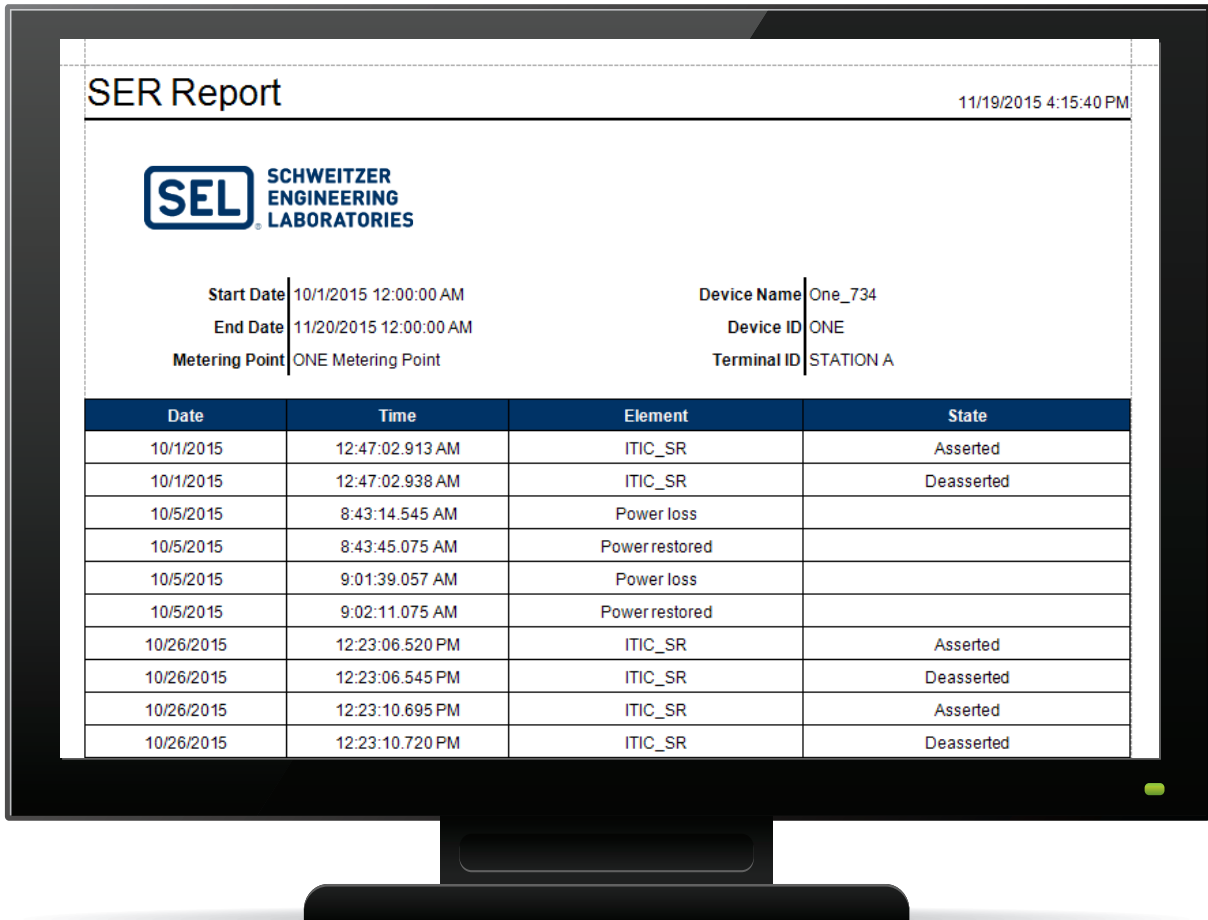 SER Report
11/19/2015 4:15:40 PM
SEL
SCHWEITZER
ENGINEERING
LABORATORIES
®
Start Date 10/1/2015 12:00:00 AM Device Name One_734
End Date 11/20/2015 12:00:00 AM Device ID ONE
Metering Point ONE Metering Point Terminal ID STATION A
Date Time Element State
10/1/2015 12:47:02.913 AM ITIC_SR Asserted
10/1/2015 12:47:02.938 AM ITIC_SR Deasserted
10/5/2015 8:43:14.545 AM Power loss
10/5/2015 8:43:45.075 AM Power restored
10/5/2015 9:01:39.057 AM Power loss
10/5/2015 9:02:11.075 AM Power restored
10/26/2015 12:23:06.520 PM ITIC_SR Asserted
10/26/2015 12:23:06.545 PM ITIC_SR Deasserted
10/26/2015 12:23:10.695 PM ITIC_SR Asserted
10/26/2015 12:23:10.720 PM ITIC_SR Deasserted